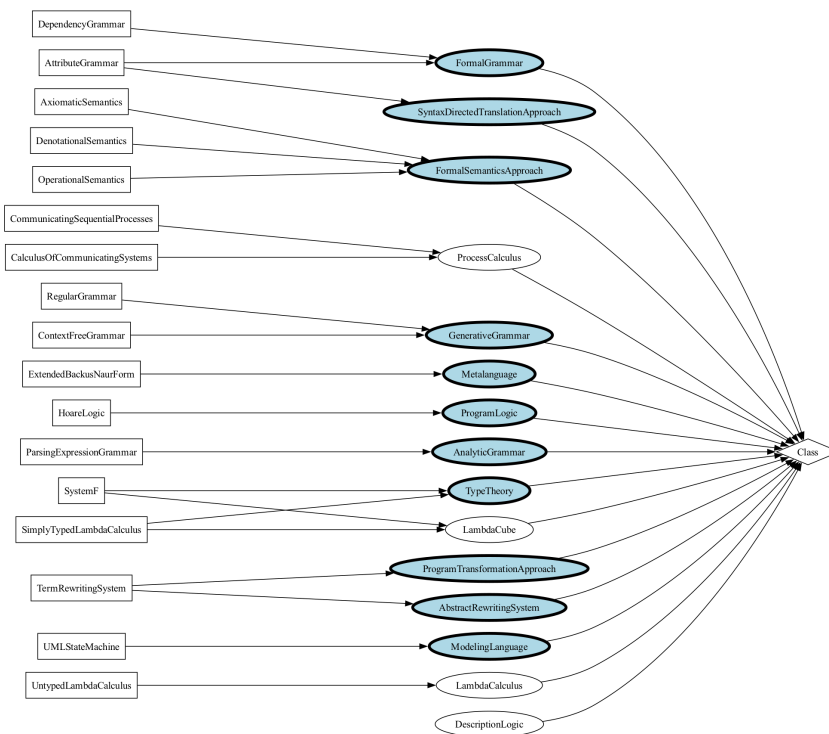 DependencyGrammar
AttributeGrammar
FormalGrammar
AxiomaticSemantics
SyntaxDirectedTranslationApproach
DenotationalSemantics
FormalSemanticsApproach
OperationalSemantics
CommunicatingSequentialProcesses
CalculusOfCommunicatingSystems
ProcessCalculus
RegularGrammar
ContextFreeGrammar
GenerativeGrammar
ExtendedBackusNaurForm
Metalanguage
HoareLogic
ProgramLogic
ParsingExpressionGrammar
AnalyticGrammar
Class
SystemF
TypeTheory
SimplyTypedLambdaCalculus
LambdaCube
ProgramTransformationApproach
TermRewritingSystem
AbstractRewritingSystem
UMLStateMachine
ModelingLanguage
UntypedLambdaCalculus
LambdaCalculus
DescriptionLogic